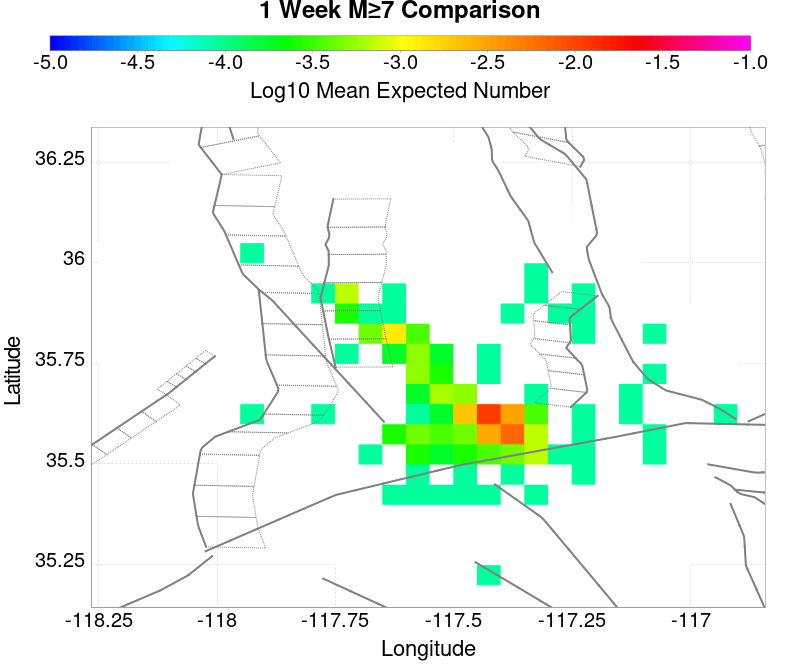 1 Week M≥7 Comparison
-5.0 -4.5 -4.0 -3.5 -3.0 -2.5 -2.0 -1.5 -1.0
Log10 Mean Expected Number
36.25
36
35.75
35.5
35.25
Latitude
-118.25 -118 -117.75 -117.5 -117.25 -117
Longitude